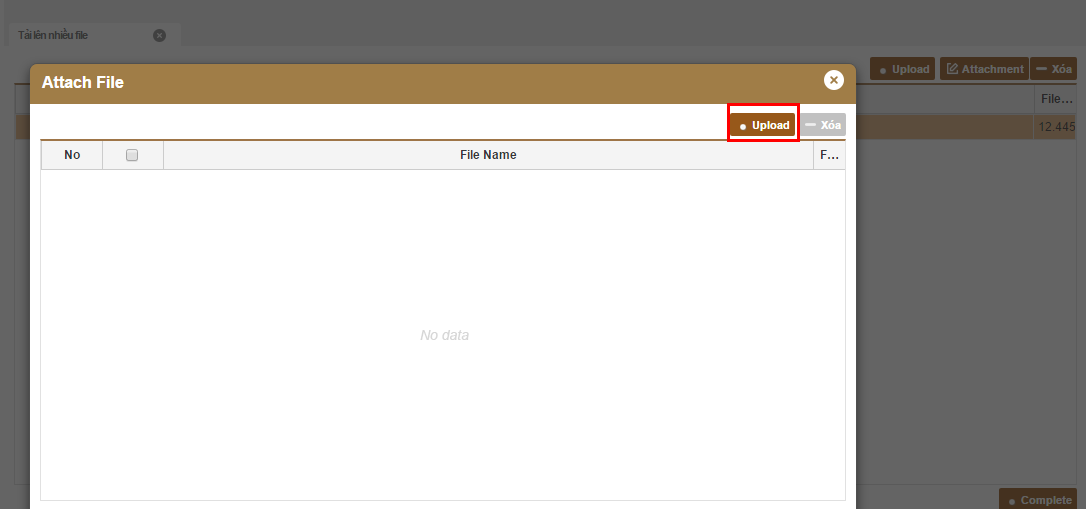 Tải lên nhiều file
Upload Attachment Xóa
Attach File
File...
Upload Xóa
12.445
No File Name F...
No data
Complete